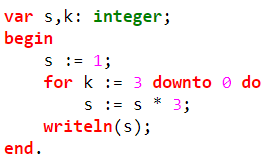 var s,k: integer;
begin
    s := 1;
    for k := 3 downto 0 do
        s := s * 3;
    writeln(s);
end.